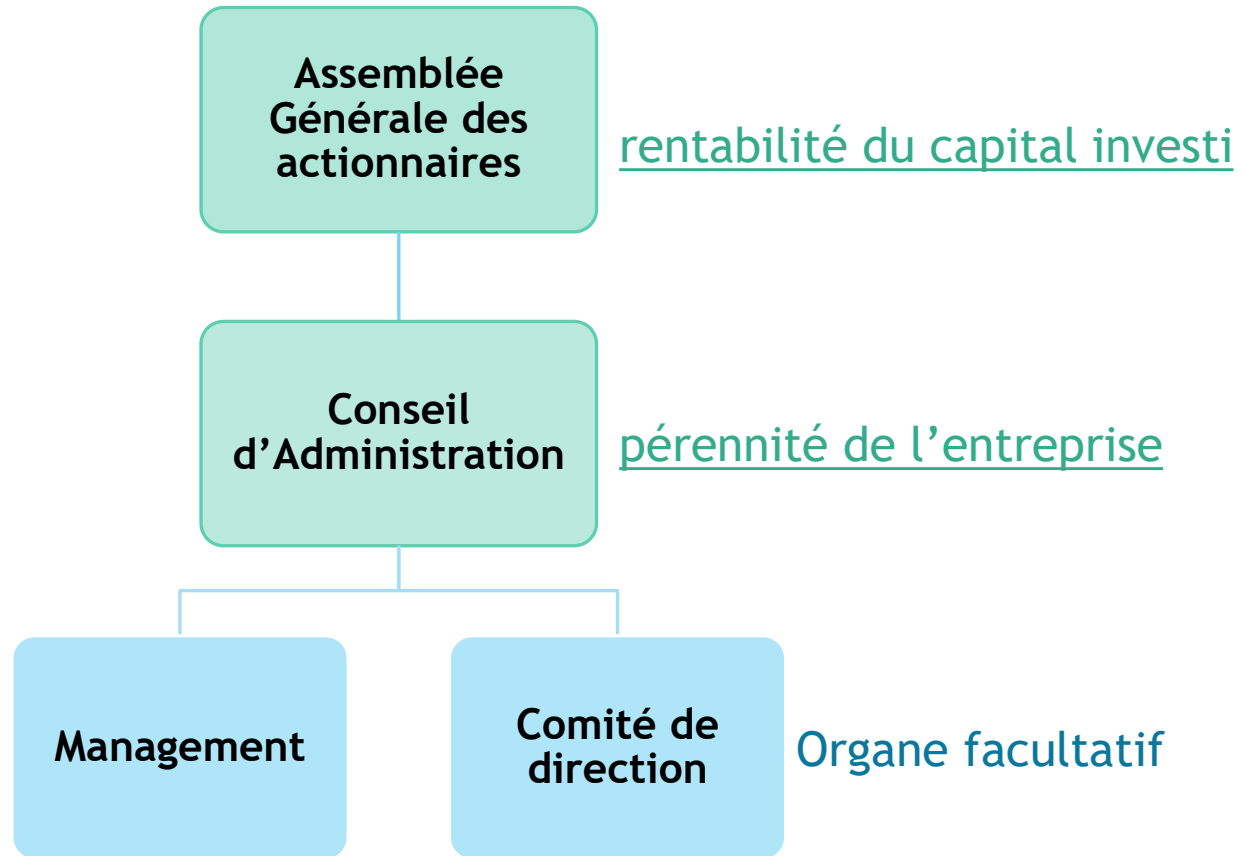 Assemblée
Générale des
actionnaires
rentabilité du capital investi
Conseil
d’Administration
pérennité de l’entreprise
Management
Comité de
direction
Organe facultatif